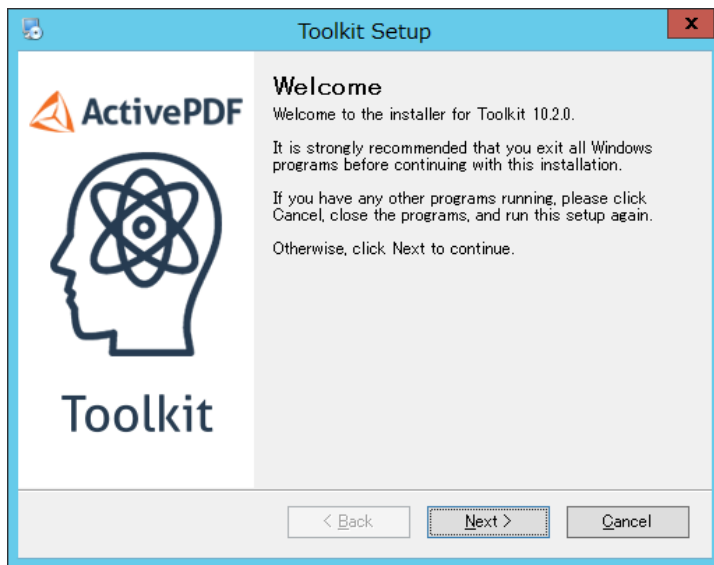 Toolkit Setup
x
ActivePDF
Toolkit
Welcome
Welcome to the installer for Toolkit 10.2.0.
It is strongly recommended that you exit all Windows
programs before continuing with this installation.
If you have any other programs running, please click
Cancel, close the programs, and run this setup again.
Otherwise, click Next to continue.
< Back
Next >
Cancel